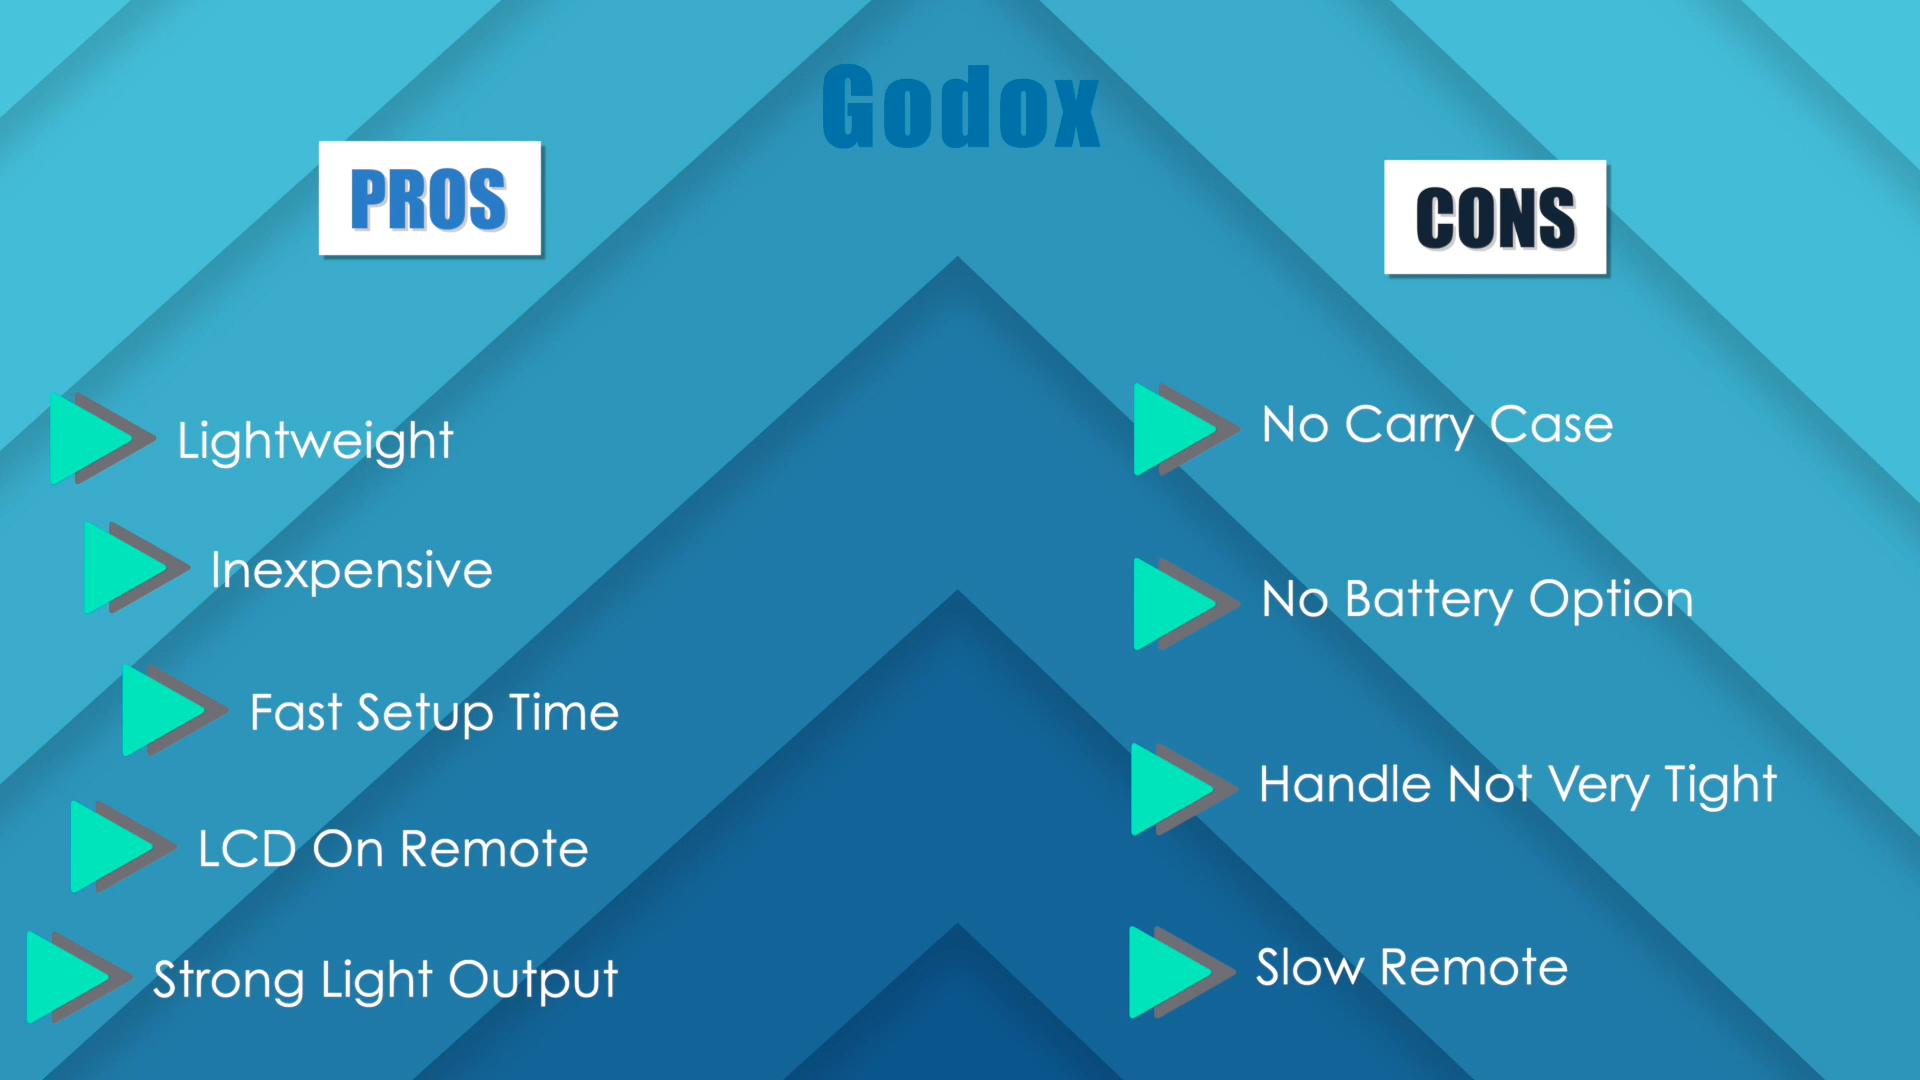 Godox
PROS
Lightweight
Inexpensive
Fast Setup Time
LCD On Remote
Strong Light Output
CONS
No Carry Case
No Battery Option
Handle Not Very Tight
Slow Remote